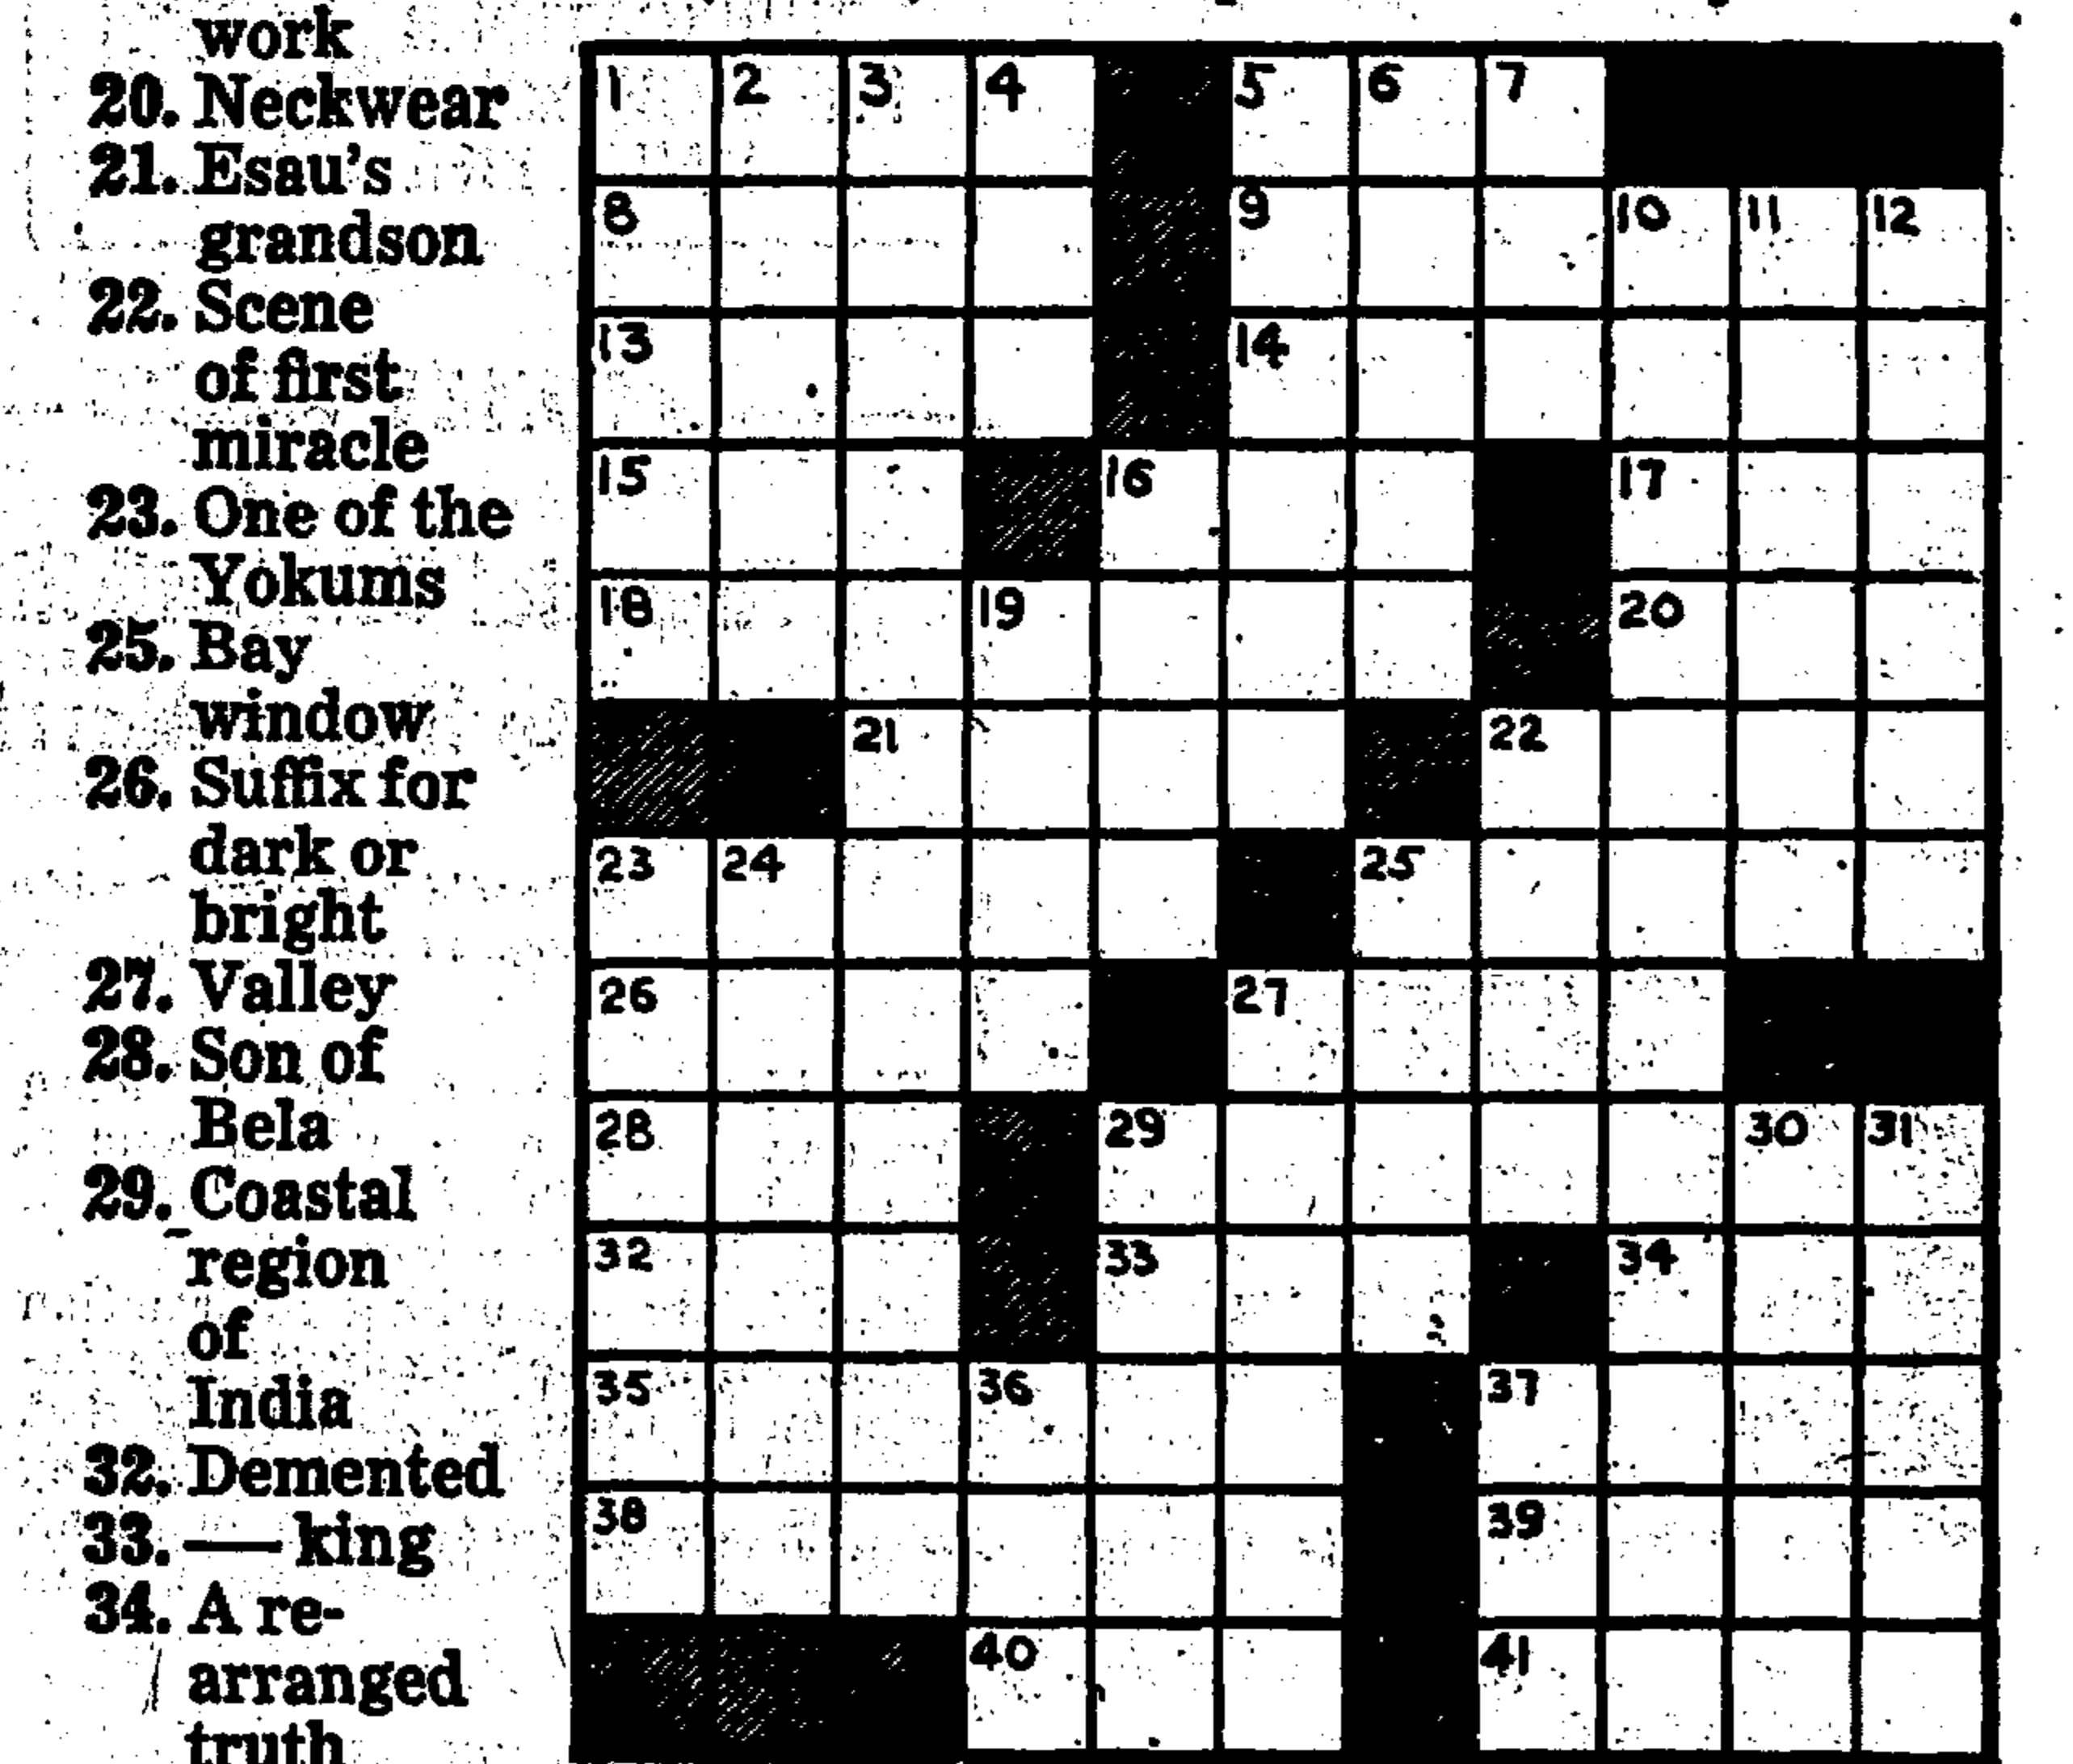 work
20. Neckwear
21. Esau's
grandson
22. Scene
of first
miracle
23. One of the
Yokums
25. Bay
window
26. Suffix for
dark or
bright
27. Valley
28. Son of
Bela
29. Coastal
region
of
India
32. Demented
33. — king
34. A re-
arranged
truth
1 2 3 4 5 6 7
8 9 10 11 12
13 14
15 16 17
18 19 20
21 22
23 24 25
26 27
28 29 30 31
32 33 34
35 36 37
38 39
40 41